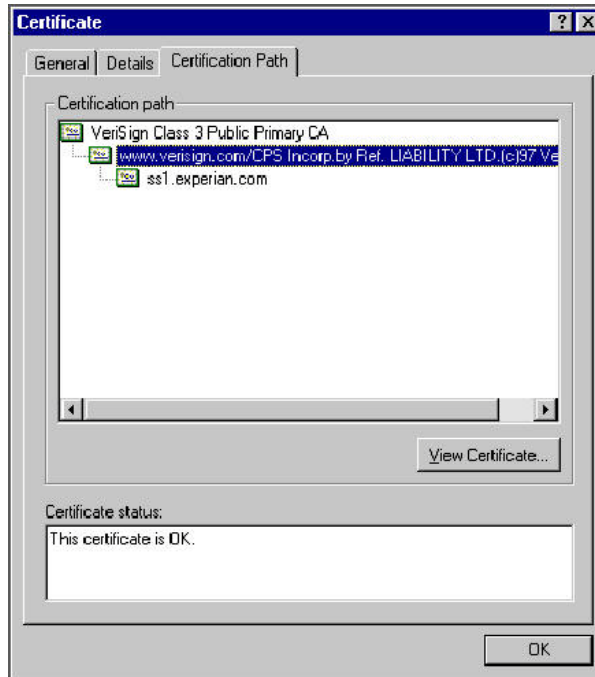 Certificate
General
Details
Certification Path
Certification path
VeriSign Class 3 Public Primary CA
www.verisign.com/CPS Incorp.by Ref. LIABILITY LTD.(c)97 Ve
ss1.experian.com
View Certificate...
Certificate status:
This certificate is OK.
OK